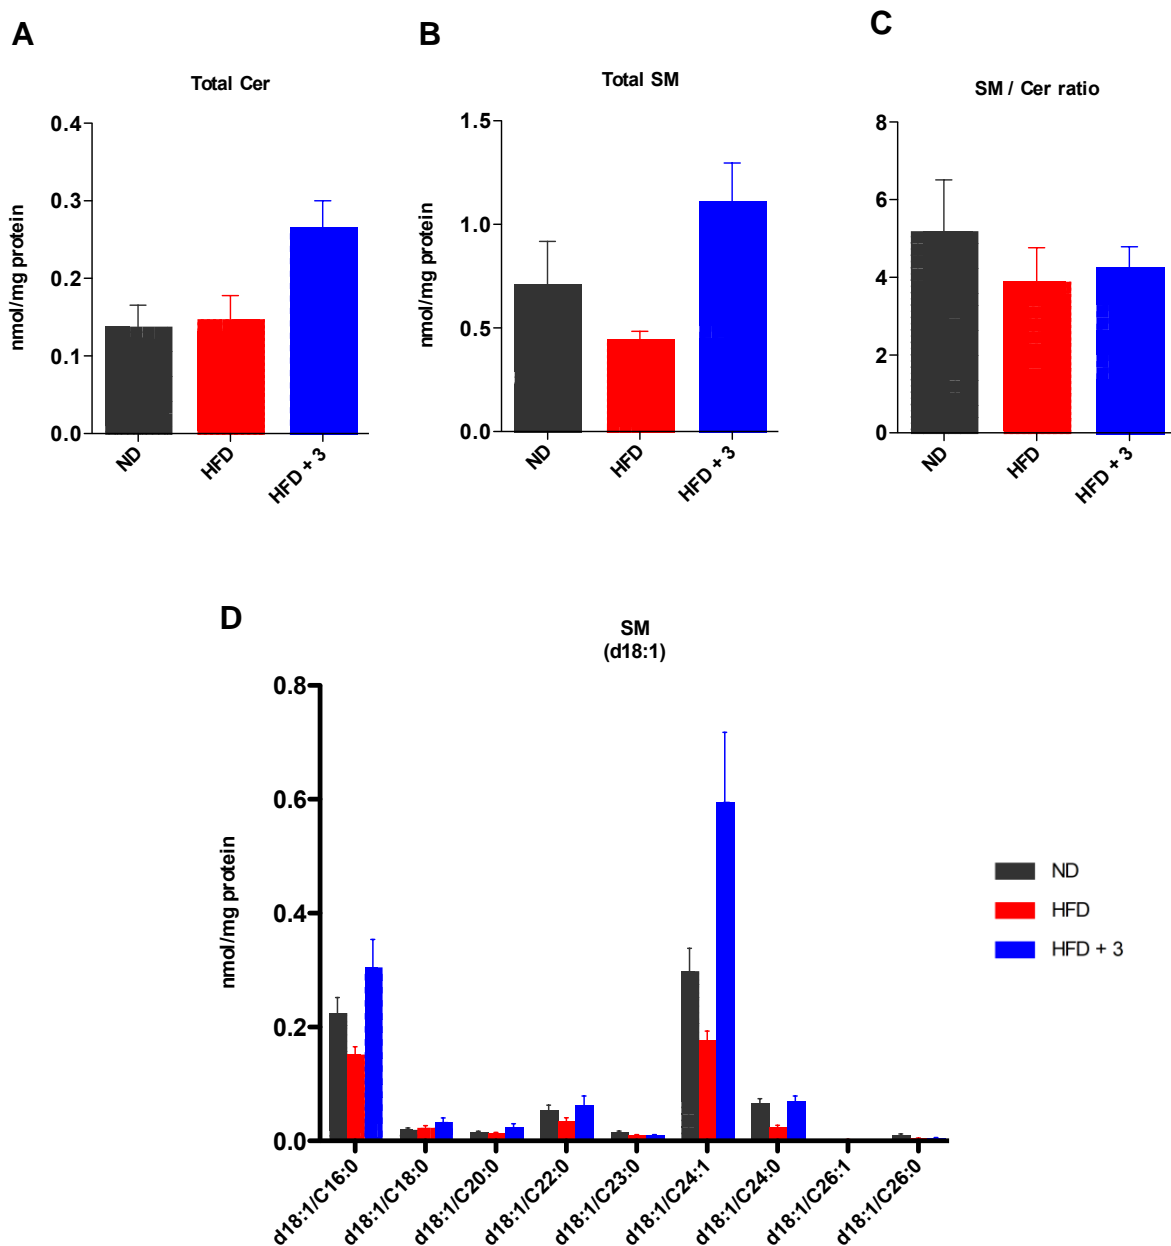 A
Total Cer
nmol/mg protein
0.4
0.3
0.2
0.1
0.0
ND
HFD
HFD + 3
B
Total SM
nmol/mg protein
1.5
1.0
0.5
0.0
ND
HFD
HFD + 3
C
SM / Cer ratio
8
6
4
2
0
ND
HFD
HFD + 3
D
SM
(d18:1)
nmol/mg protein
0.8
0.6
0.4
0.2
0.0
d18:1/C16:0
d18:1/C18:0
d18:1/C20:0
d18:1/C22:0
d18:1/C23:0
d18:1/C24:1
d18:1/C24:0
d18:1/C26:1
d18:1/C26:0
ND
HFD
HFD + 3